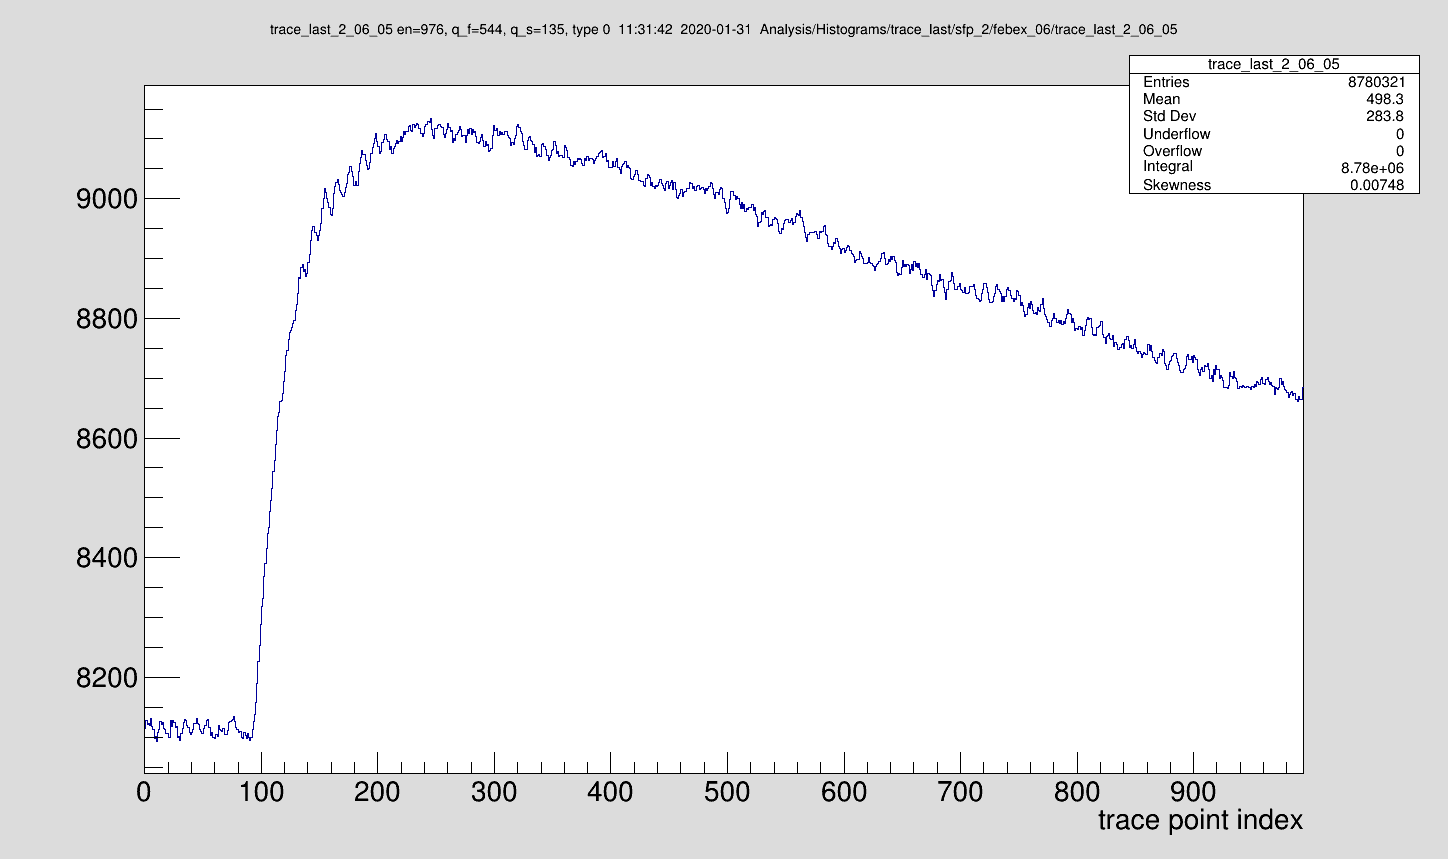 trace_last_2_06_05 en=976, q_f=544, q_s=135, type 0  11:31:42  2020-01-31  Analysis/Histograms/trace_last/sfp_2/febex_06/trace_last_2_06_05
trace_last_2_06_05
Entries 8780321
Mean 498.3
Std Dev 283.8
Underflow 0
Overflow 0
Integral 8.78e+06
Skewness 0.00748
9000
8800
8600
8400
8200
0 100 200 300 400 500 600 700 800 900
trace point index